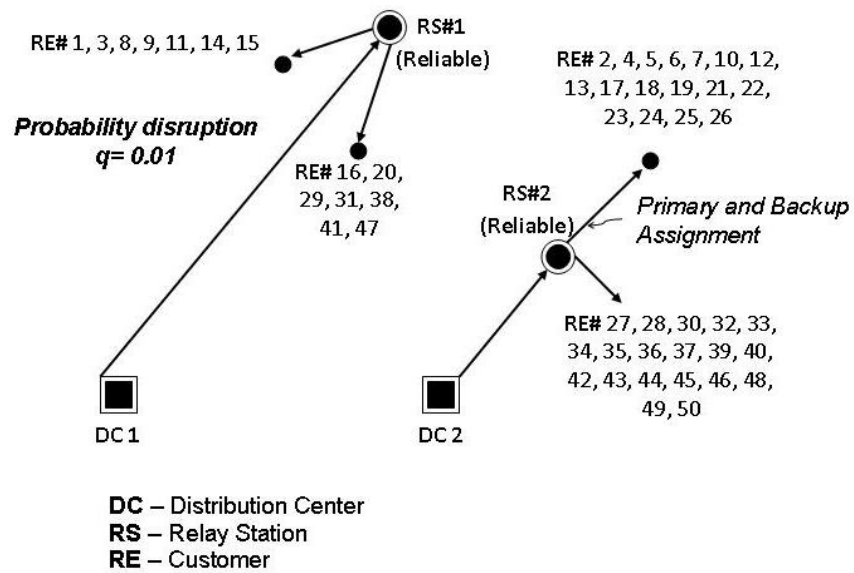 RE# 1, 3, 8, 9, 11, 14, 15
RS#1
(Reliable)
Probability disruption
q= 0.01
RE# 16, 20,
29, 31, 38,
41, 47
RE# 2, 4, 5, 6, 7, 10, 12,
13, 17, 18, 19, 21, 22,
23, 24, 25, 26
RS#2
(Reliable)
Primary and Backup
Assignment
RE# 27, 28, 30, 32, 33,
34, 35, 36, 37, 39, 40,
42, 43, 44, 45, 46, 48,
49, 50
DC 1
DC 2
DC – Distribution Center
RS – Relay Station
RE – Customer